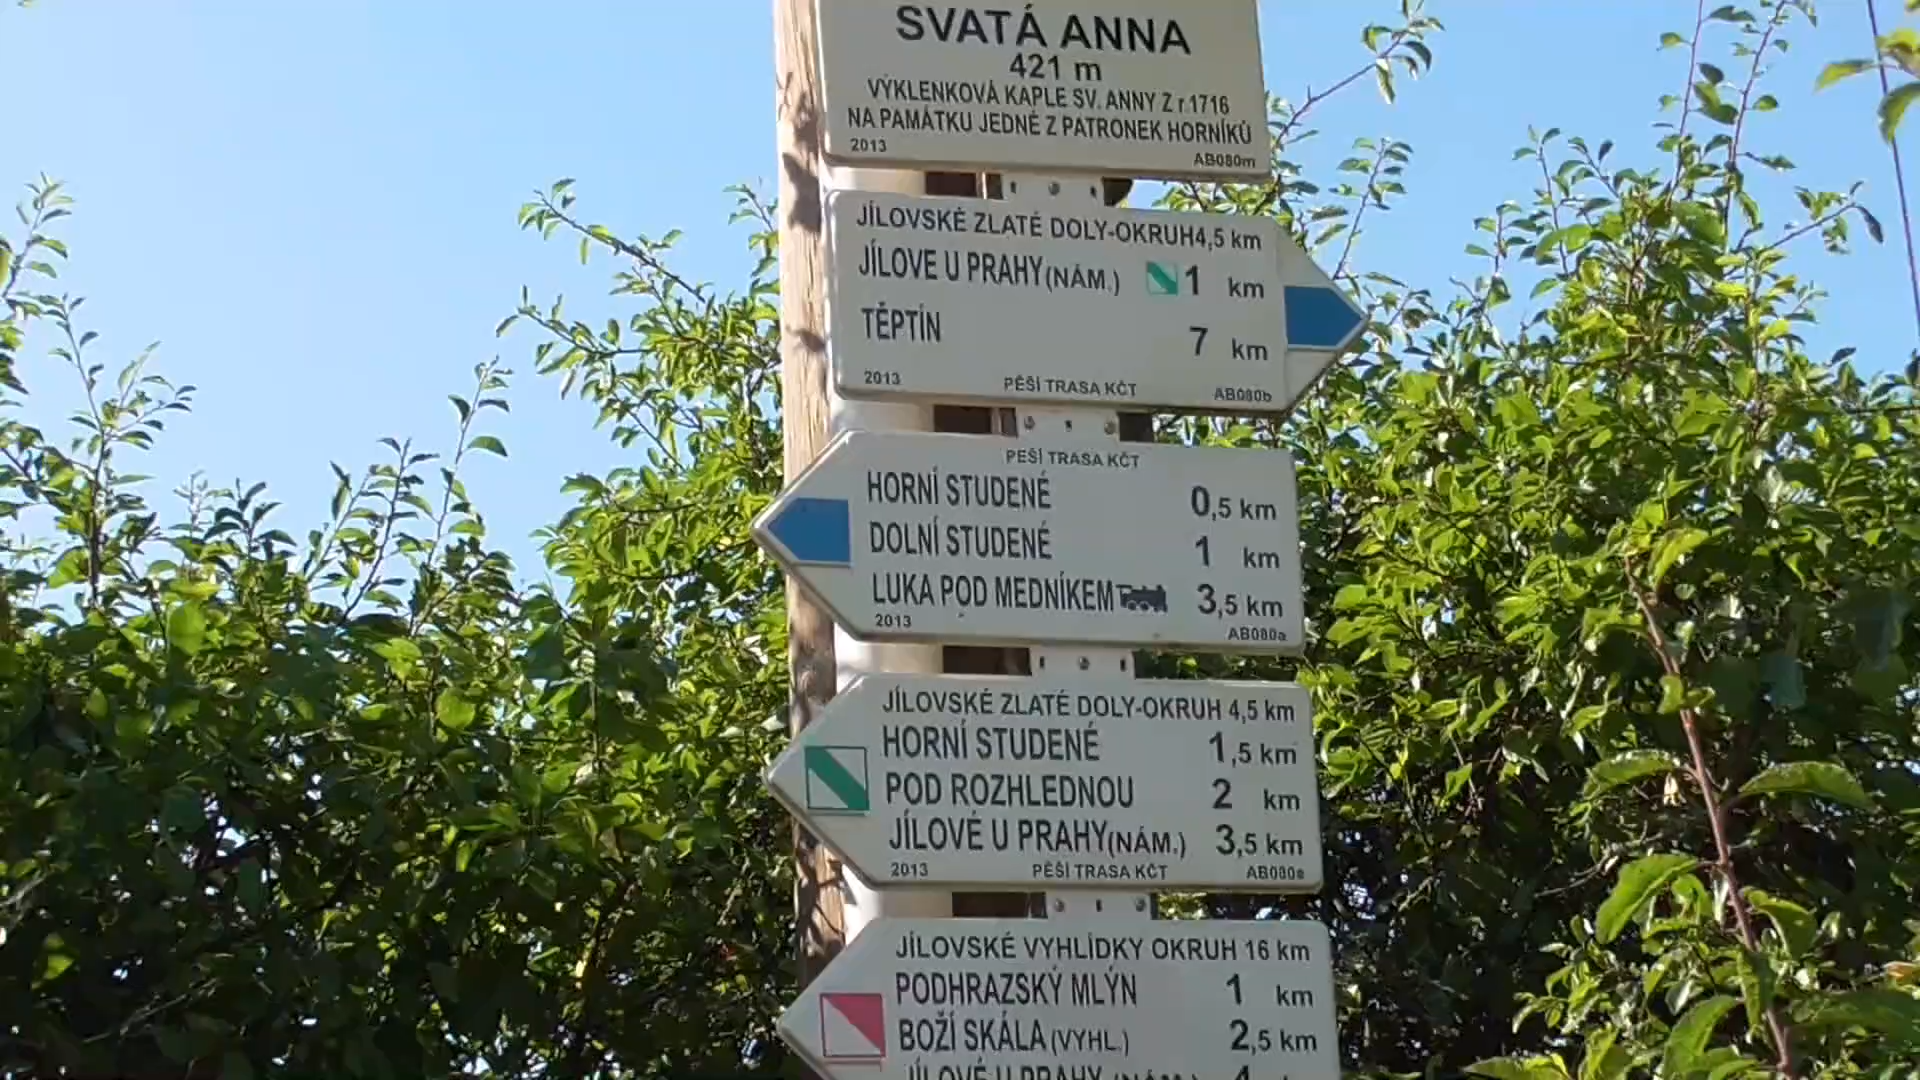 SVATÁ ANNA
421 m
VÝKLENKOVÁ KAPLE SV. ANNY Z r.1716
NA PAMÁTKU JEDNÉ Z PATRONEK HORNÍKŮ
2013 AB080m
JÍLOVSKÉ ZLATÉ DOLY-OKRUH4,5 km
JÍLOVE U PRAHY(NÁM.) 1 km
TĚPTÍN 7 km
2013 PĚŠÍ TRASA KČT AB080b
PEŠÍ TRASA KČT
HORNÍ STUDENÉ 0,5 km
DOLNÍ STUDENÉ 1 km
LUKA POD MEDNÍKEM 3,5 km
2013 AB080a
JÍLOVSKÉ ZLATÉ DOLY-OKRUH 4,5 km
HORNÍ STUDENÉ 1,5 km
POD ROZHLEDNOU 2 km
JÍLOVÉ U PRAHY(NÁM.) 3,5 km
2013 PĚŠÍ TRASA KČT AB080e
JÍLOVSKÉ VYHLÍDKY OKRUH 16 km
PODHRAZSKÝ MLÝN 1 km
BOŽÍ SKÁLA (VYHL.) 2,5 km
JÍLOVÉ U PRAHY (NÁM.) 4